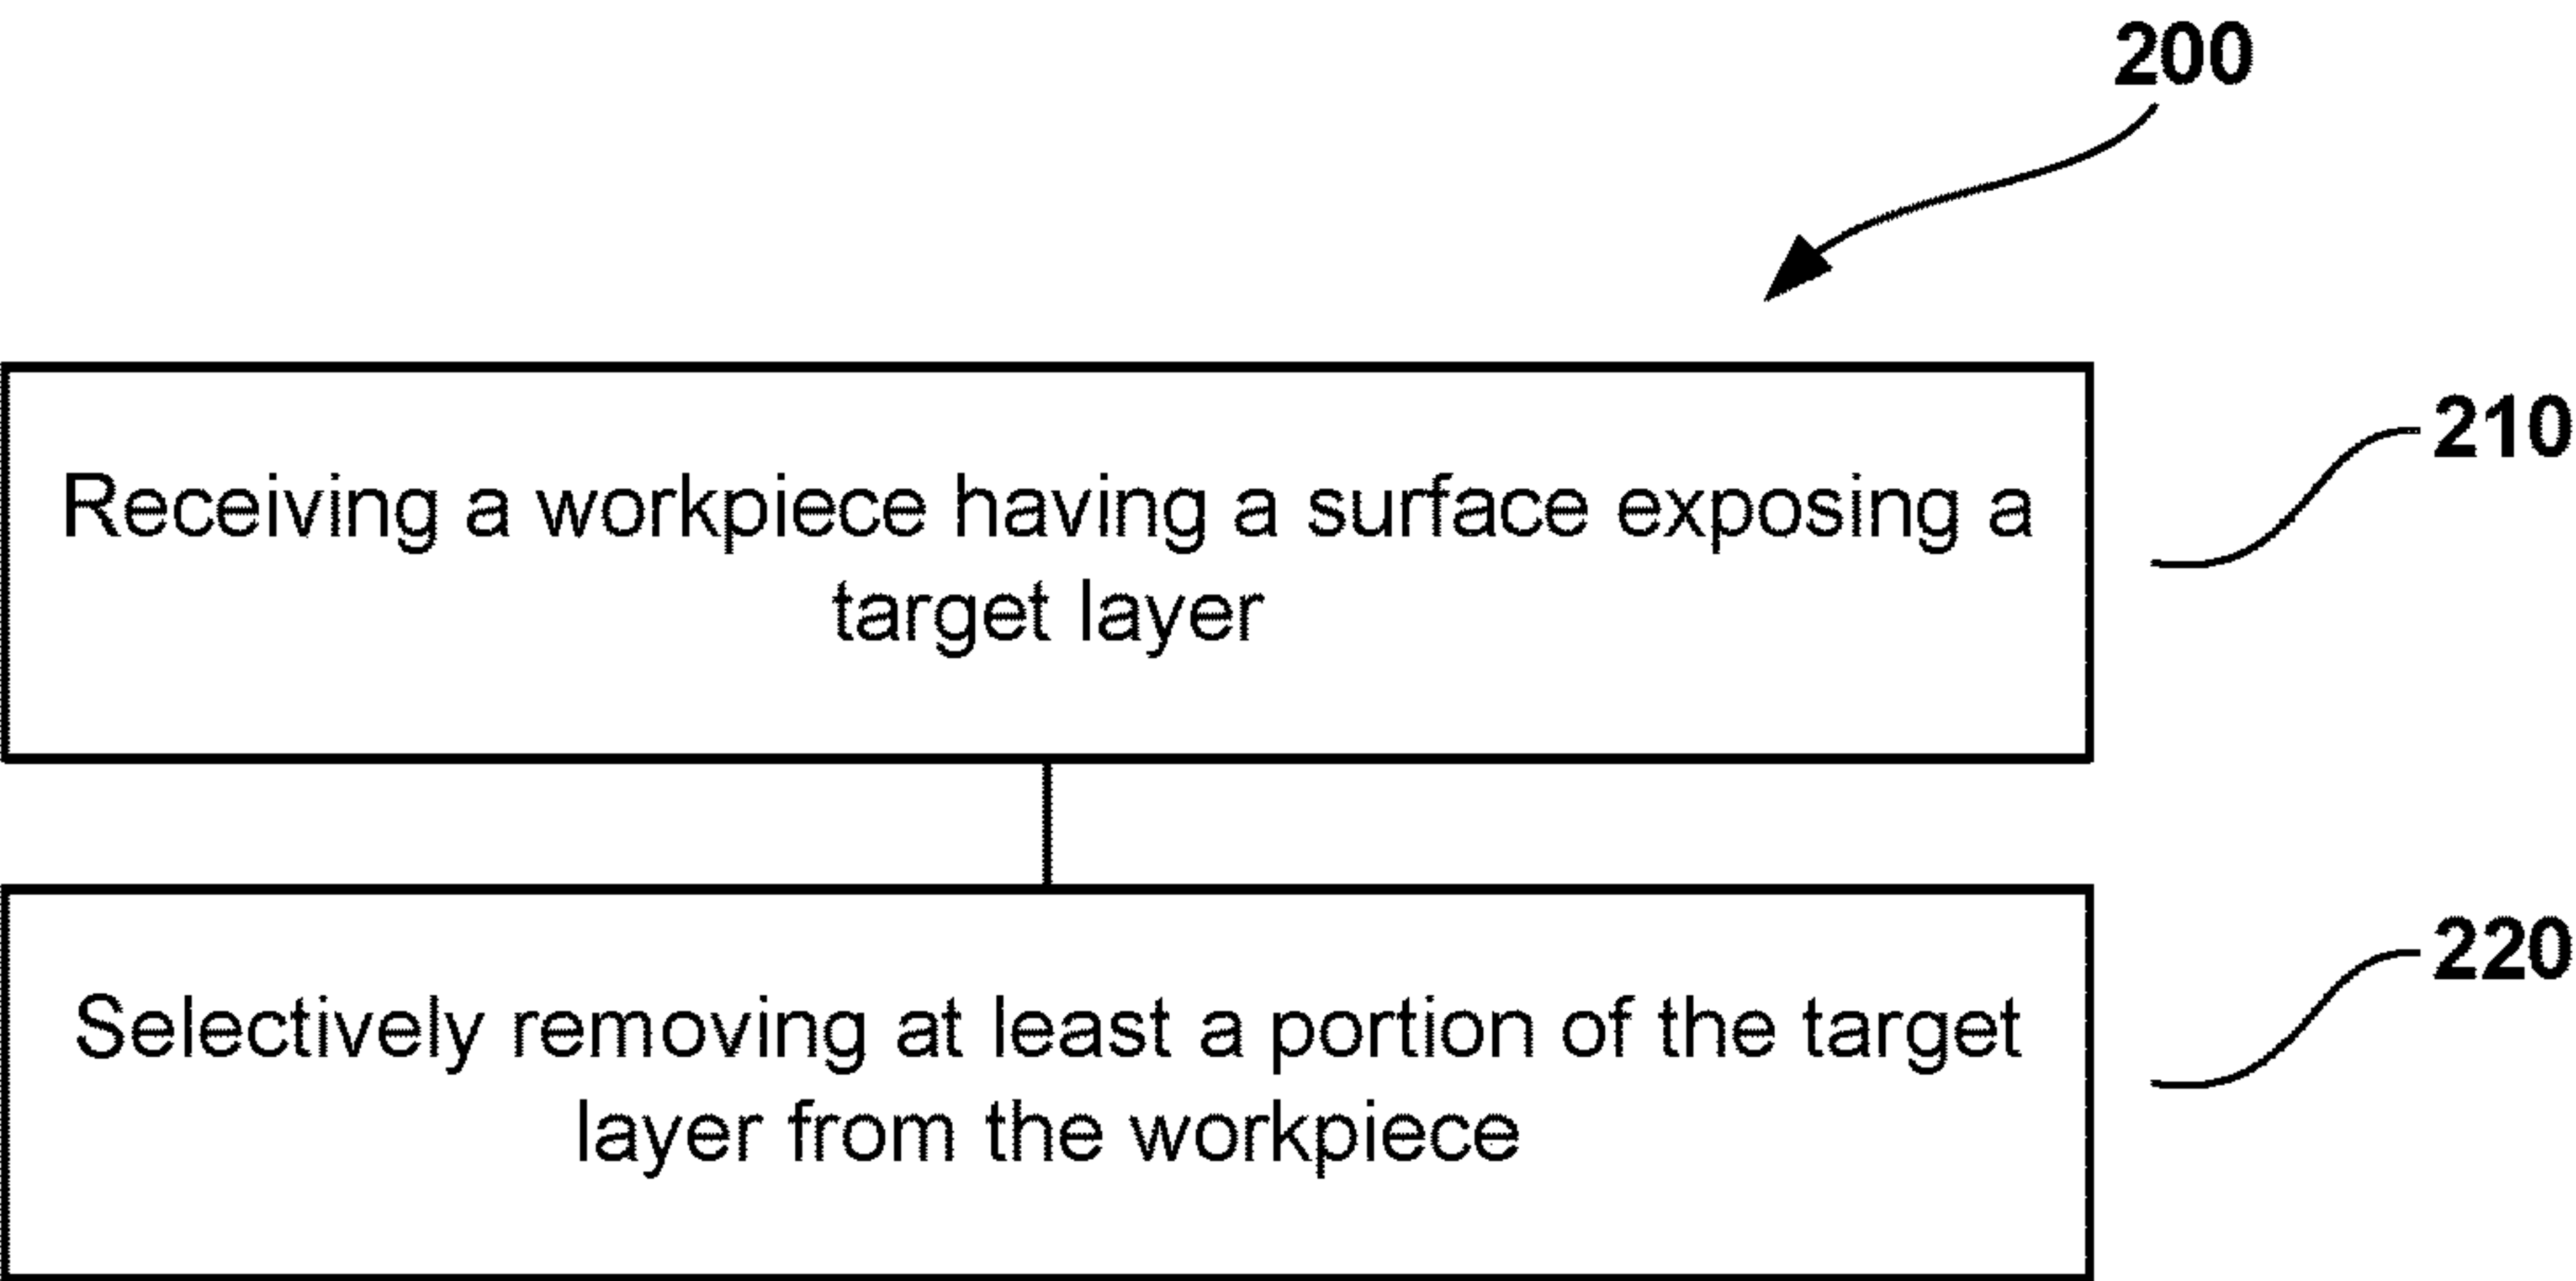 200
210
Receiving a workpiece having a surface exposing a
target layer
220
Selectively removing at least a portion of the target
layer from the workpiece